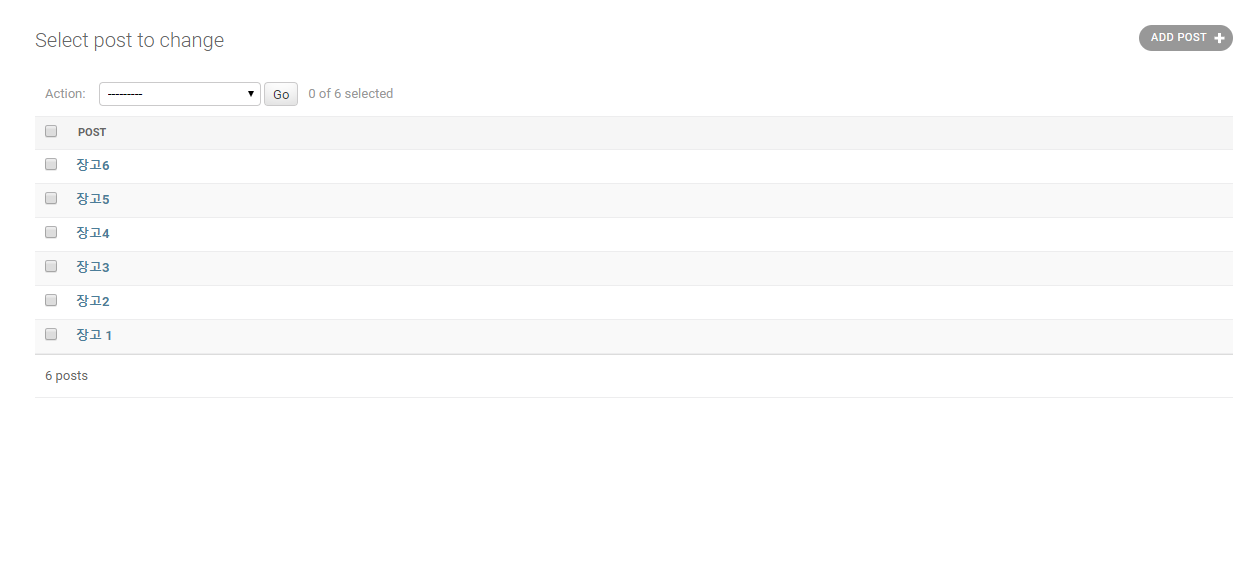 Select post to change
ADD POST +
Action: --------- Go 0 of 6 selected
POST
장고6
장고5
장고4
장고3
장고2
장고 1
6 posts